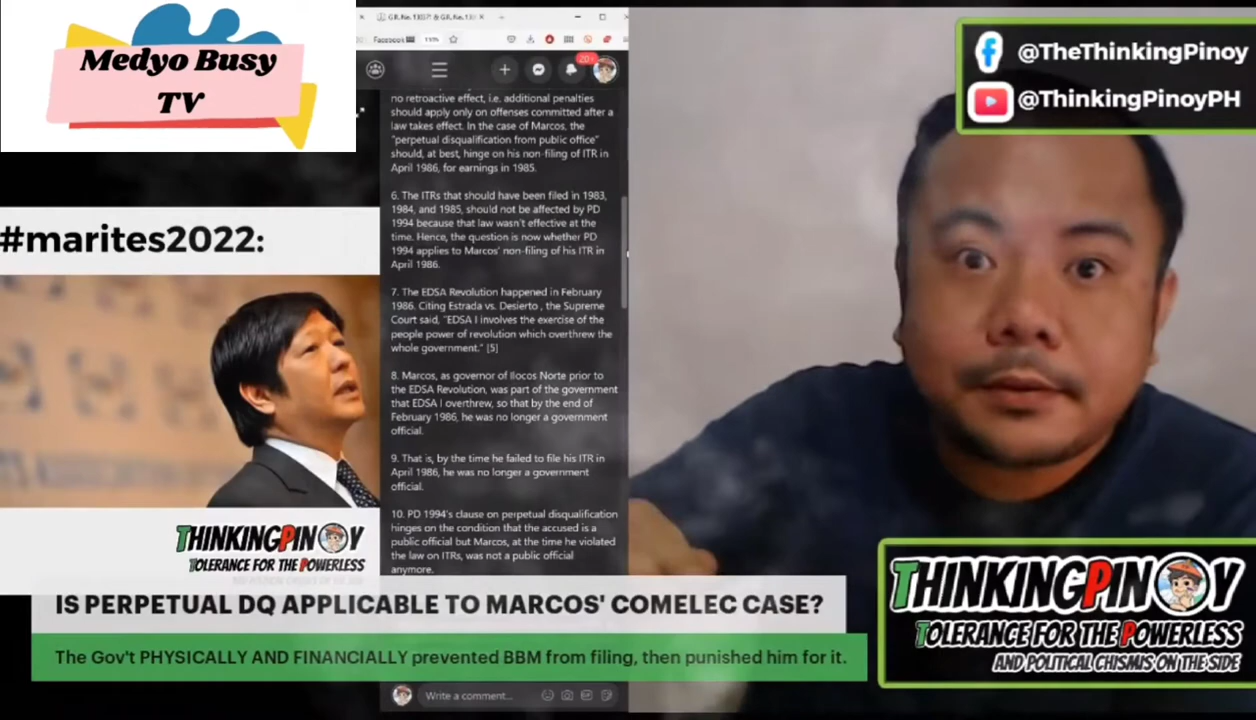 Medyo Busy
TV
G.R. No. 130371 & G.R. No. 130
Facebook
no retroactive effect, i.e. additional penalties
should apply only on offenses committed after a
law takes effect. In the case of Marcos, the
"perpetual disqualification from public office"
should, at best, hinge on his non-filing of ITR in
April 1986, for earnings in 1985.
6. The ITRs that should have been filed in 1983,
1984, and 1985, should not be affected by PD
1994 because that law wasn't effective at the
time. Hence, the question is now whether PD
1994 applies to Marcos' non-filing of his ITR in
April 1986.
7. The EDSA Revolution happened in February
1986. Citing Estrada vs. Desierto , the Supreme
Court said, "EDSA I involves the exercise of the
people power of revolution which overthrew the
whole government." [5]
8. Marcos, as governor of Ilocos Norte prior to
the EDSA Revolution, was part of the government
that EDSA I overthrew, so that by the end of
February 1986, he was no longer a government
official.
9. That is, by the time he failed to file his ITR in
April 1986, he was no longer a government
official.
10. PD 1994's clause on perpetual disqualification
hinges on the condition that the accused is a
public official but Marcos, at the time he violated
the law on ITRs, was not a public official
anymore.
Write a comment...
#marites2022:
THINKINGPINOY
TOLERANCE FOR THE POWERLESS
@TheThinkingPinoy
@ThinkingPinoyPH
IS PERPETUAL DQ APPLICABLE TO MARCOS' COMELEC CASE?
The Gov't PHYSICALLY AND FINANCIALLY prevented BBM from filing, then punished him for it.
THINKINGPINOY
TOLERANCE FOR THE POWERLESS
AND POLITICAL CHISMIS ON THE SIDE